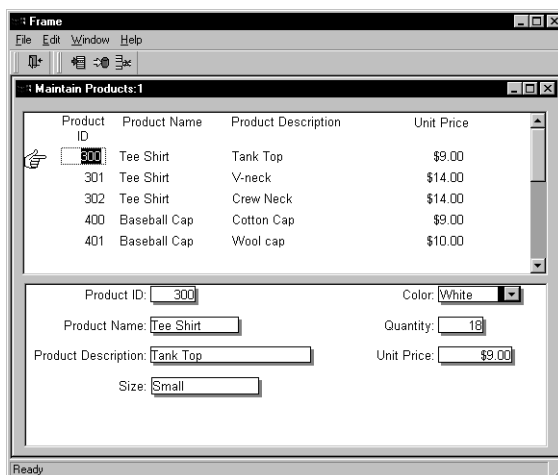 Frame
File Edit Window Help
Maintain Products:1
Product ID Product Name Product Description Unit Price
300 Tee Shirt Tank Top $9.00
301 Tee Shirt V-neck $14.00
302 Tee Shirt Crew Neck $14.00
400 Baseball Cap Cotton Cap $9.00
401 Baseball Cap Wool cap $10.00
Product ID: 300 Color: White
Product Name: Tee Shirt Quantity: 18
Product Description: Tank Top Unit Price: $9.00
Size: Small
Ready